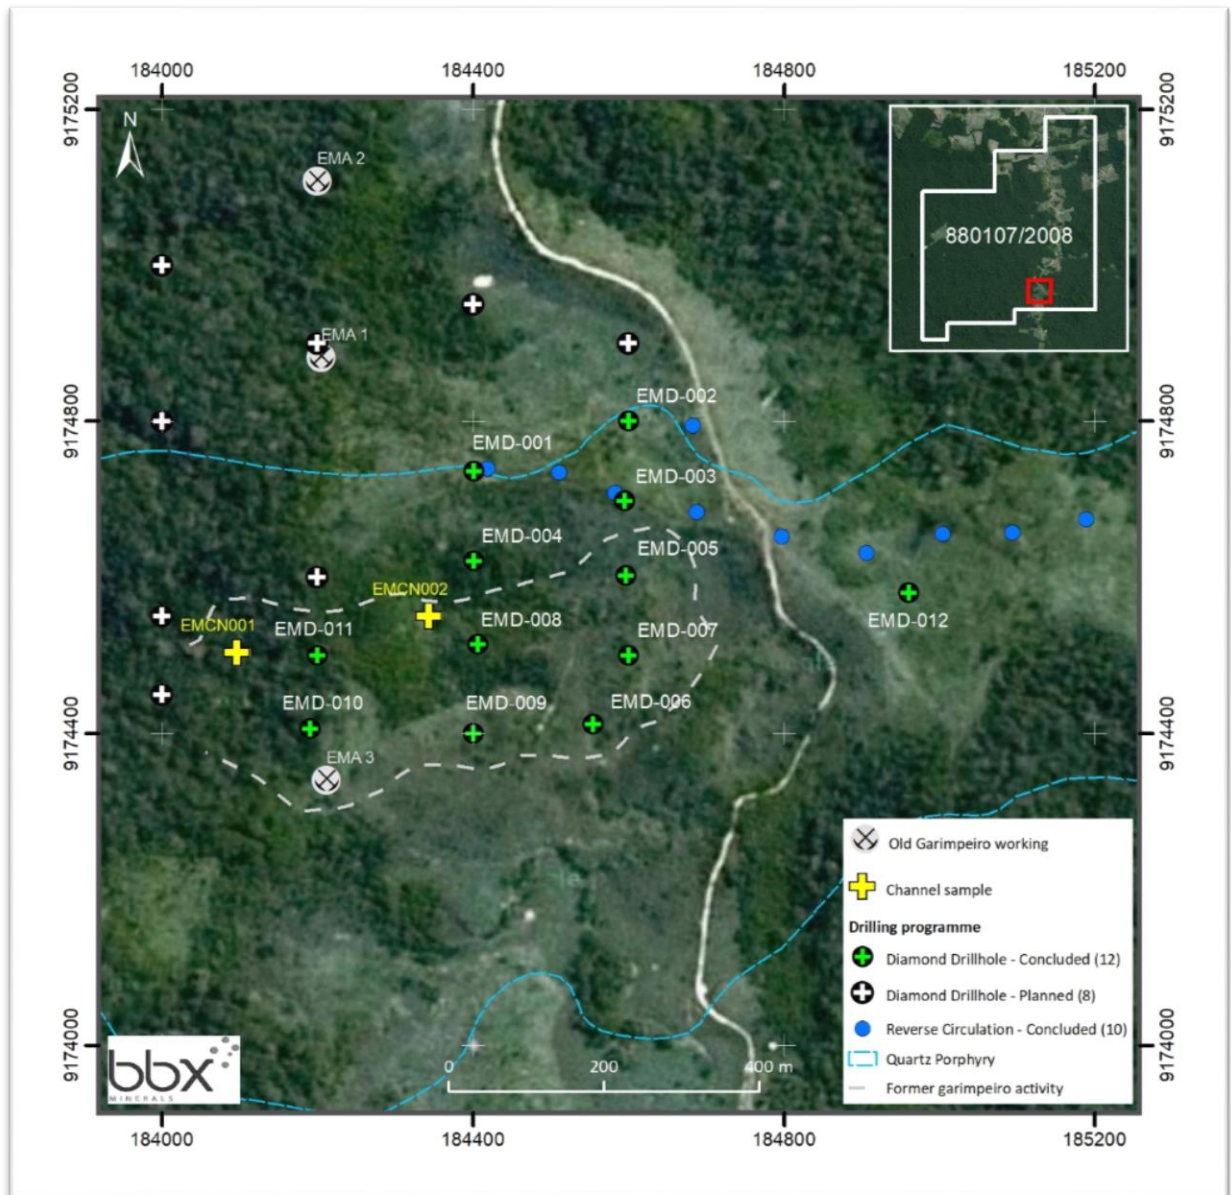 184000
184400
184800
185200
9175200
9175200
N
EMA 2
880107/2008
EMA 1
EMD-002
9174800
9174800
EMD-001
EMD-003
EMD-004
EMD-005
EMCN002
EMCN001
EMD-011
EMD-008
EMD-007
EMD-012
EMD-010
EMD-009
EMD-006
9174400
9174400
EMA 3
Old Garimpeiro working
Channel sample
Drilling programme
Diamond Drillhole - Concluded (12)
Diamond Drillhole - Planned (8)
Reverse Circulation - Concluded (10)
Quartz Porphyry
Former garimpeiro activity
9174000
9174000
bbx
MINERALS
0
200
400 m
184000
184400
184800
185200